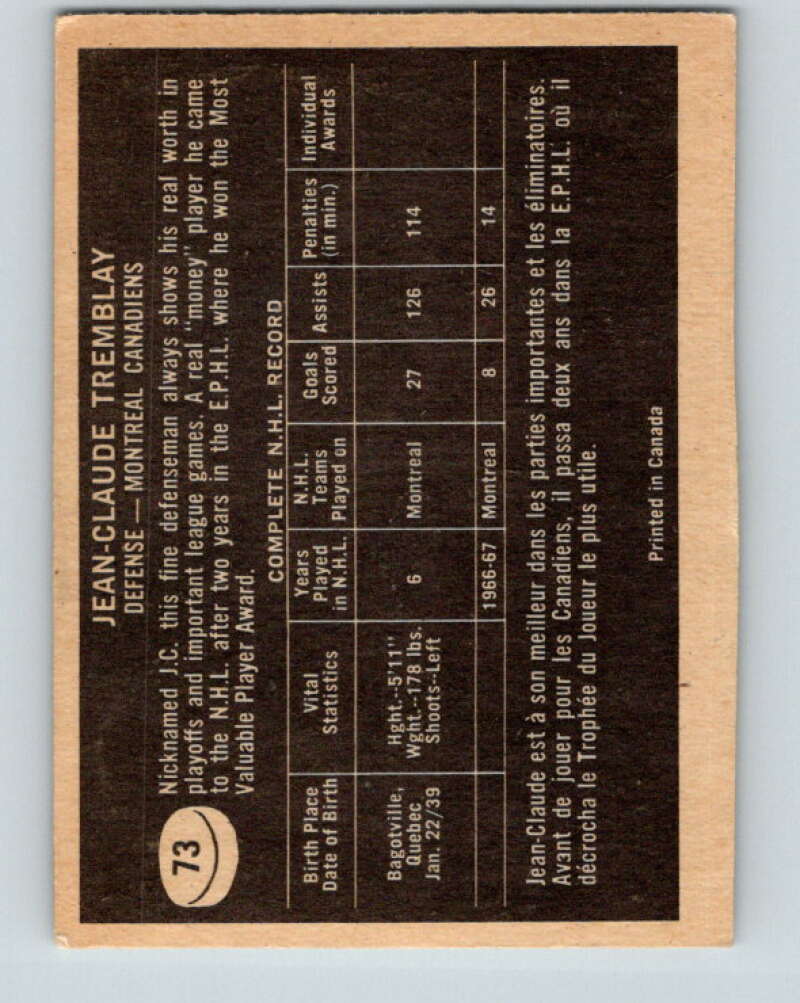 JEAN-CLAUDE TREMBLAY
DEFENSE — MONTREAL CANADIENS
73
Nicknamed J.C. this fine defenseman always shows his real worth in
playoffs and important league games. A real "money" player he came
to the N.H.L. after two years in the E.P.H.L. where he won the Most
Valuable Player Award.
COMPLETE N.H.L. RECORD
Birth Place
Date of Birth
Vital
Statistics
Years
Played
in N.H.L.
N.H.L.
Teams
Played on
Goals
Scored
Assists
Penalties
(in min.)
Individual
Awards
Bagotville,
Quebec
Jan. 22/39
Hght.--5'11"
Wght.--178 lbs.
Shoots--Left
6
Montreal
27
126
114
1966-67
Montreal
8
26
14
Jean-Claude est à son meilleur dans les parties importantes et les éliminatoires.
Avant de jouer pour les Canadiens, il passa deux ans dans la E.P.H.L. où il
décrocha le Trophée du Joueur le plus utile.
Printed in Canada